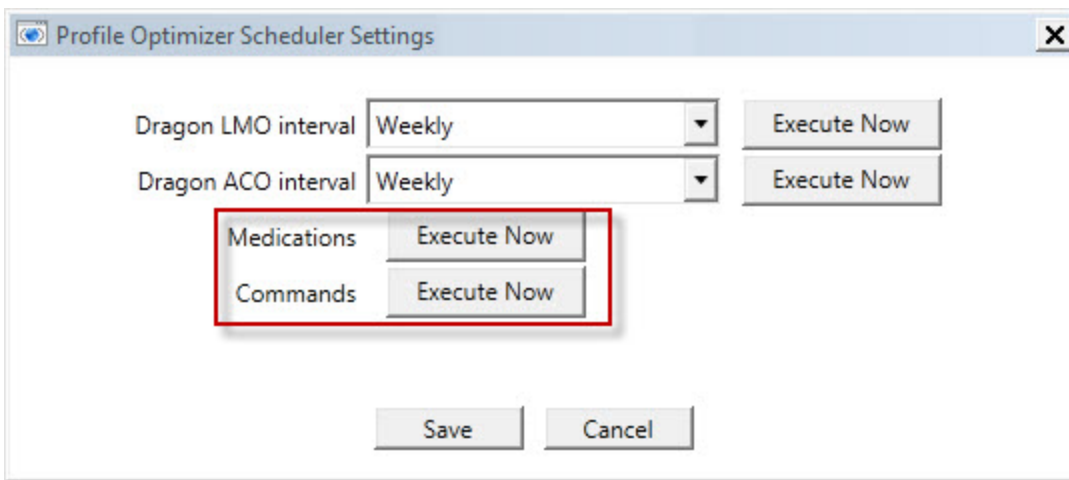 Profile Optimizer Scheduler Settings
Dragon LMO interval Weekly Execute Now
Dragon ACO interval Weekly Execute Now
Medications Execute Now
Commands Execute Now
Save Cancel